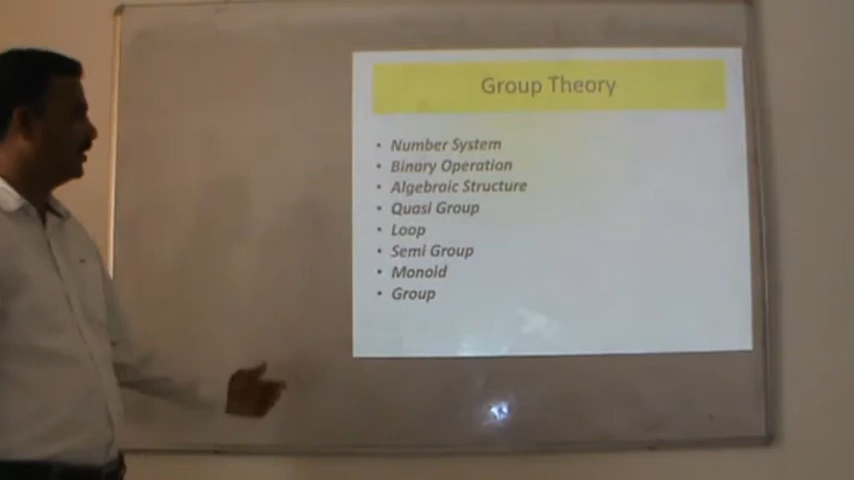 Group Theory
• Number System
• Binary Operation
• Algebraic Structure
• Quasi Group
• Loop
• Semi Group
• Monoid
• Group